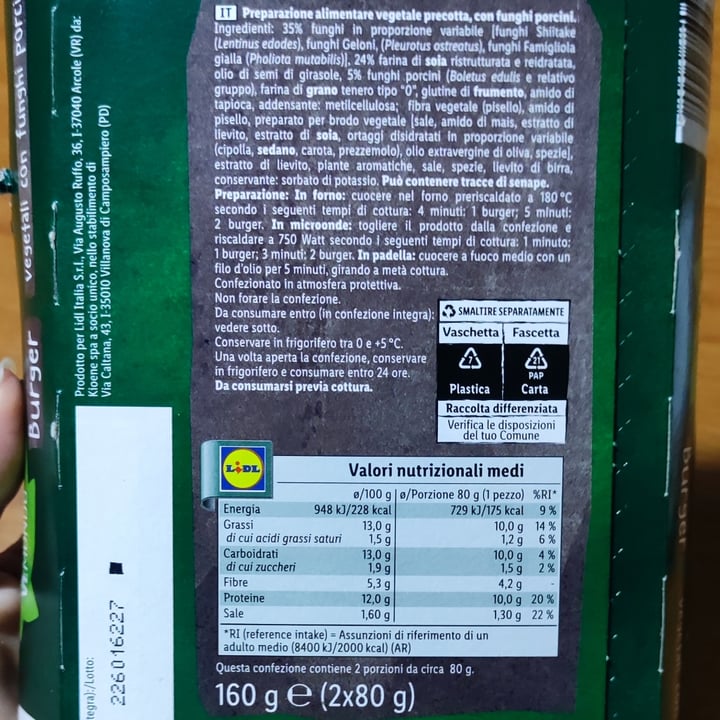 IT Preparazione alimentare vegetale precotta, con funghi porcini.
Ingredienti: 35% funghi in proporzione variabile [funghi Shiitake
(Lentinus edodes), funghi Geloni, (Pleurotus ostreatus), funghi Famigliola
gialla (Pholiota mutabilis)], 24% farina di soia ristrutturata e reidratata,
olio di semi di girasole, 5% funghi porcini (Boletus edulis e relativo
gruppo), farina di grano tenero tipo "0", glutine di frumento, amido di
tapioca, addensante: metilcellulosa; fibra vegetale (pisello), amido di
pisello, preparato per brodo vegetale [sale, amido di mais, estratto di
lievito, estratto di soia, ortaggi disidratati in proporzione variabile
(cipolla, sedano, carota, prezzemolo), olio extravergine di oliva, spezie],
estratto di lievito, piante aromatiche, sale, spezie, lievito di birra,
conservante: sorbato di potassio. Può contenere tracce di senape.
Preparazione: In forno: cuocere nel forno preriscaldato a 180 °C
secondo i seguenti tempi di cottura: 4 minuti: 1 burger; 5 minuti:
2 burger. In microonde: togliere il prodotto dalla confezione e
riscaldare a 750 Watt secondo i seguenti tempi di cottura: 1 minuto:
1 burger; 3 minuti: 2 burger. In padella: cuocere a fuoco medio con un
filo d'olio per 5 minuti, girando a metà cottura.
Confezionato in atmosfera protettiva.
Non forare la confezione.
Da consumare entro (in confezione integra):
vedere sotto.
Conservare in frigorifero tra 0 e +5 °C.
Una volta aperta la confezione, conservare
in frigorifero e consumare entro 24 ore.
Da consumarsi previa cottura.
SMALTIRE SEPARATAMENTE
Vaschetta Fascetta
7 21
PAP
Plastica Carta
Raccolta differenziata
Verifica le disposizioni
del tuo Comune
LIDL
Valori nutrizionali medi
ø/100 g ø/Porzione 80 g (1 pezzo) %RI*
Energia 948 kJ/228 kcal 729 kJ/175 kcal 9 %
Grassi 13,0 g 10,0 g 14 %
di cui acidi grassi saturi 1,5 g 1,2 g 6 %
Carboidrati 13,0 g 10,0 g 4 %
di cui zuccheri 1,9 g 1,5 g 2 %
Fibre 5,3 g 4,2 g -
Proteine 12,0 g 10,0 g 20 %
Sale 1,60 g 1,30 g 22 %
*RI (reference intake) = Assunzioni di riferimento di un
adulto medio (8400 kJ/2000 kcal) (AR)
Questa confezione contiene 2 porzioni da circa 80 g.
160 g e (2x80 g)
Prodotto per Lidl Italia S.r.l., Via Augusto Ruffo, 36, I-37040 Arcole (VR) da:
Kioene spa a socio unico, nello stabilimento di
Via Caltana, 43, I-35010 Villanova di Camposampiero (PD)
226016227
Burger vegetali con funghi
Burger